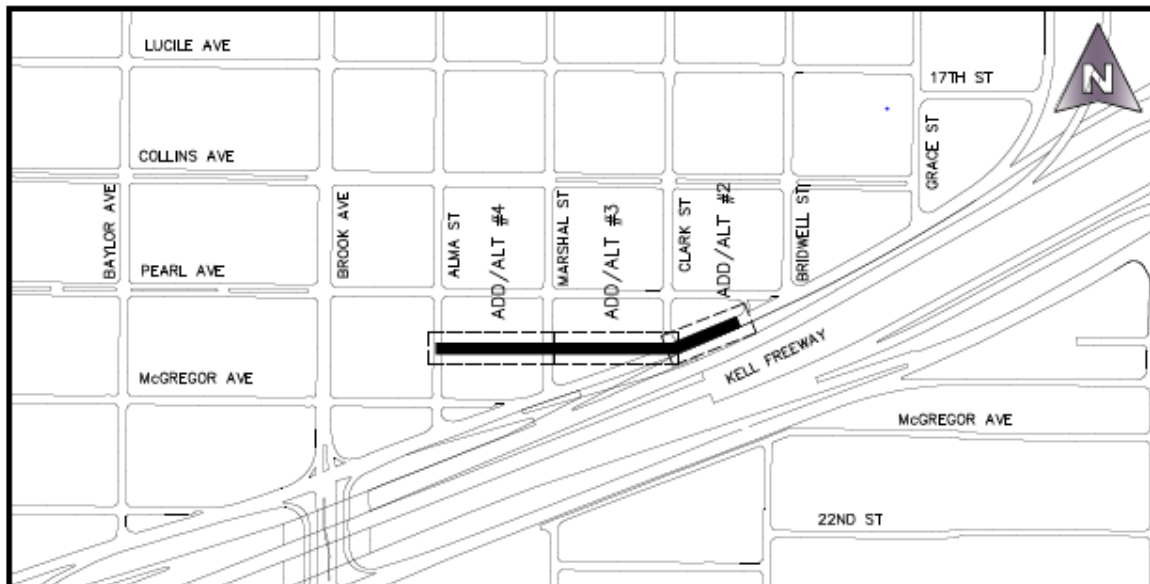 LUCILE AVE
17TH ST
N
COLLINS AVE
GRACE ST
BAYLOR AVE
BROOK AVE
ALMA ST
ADD/ALT #4
MARSHAL ST
ADD/ALT #3
CLARK ST
ADD/ALT #2
BRIDWELL ST
PEARL AVE
KELL FREEWAY
McGREGOR AVE
McGREGOR AVE
22ND ST